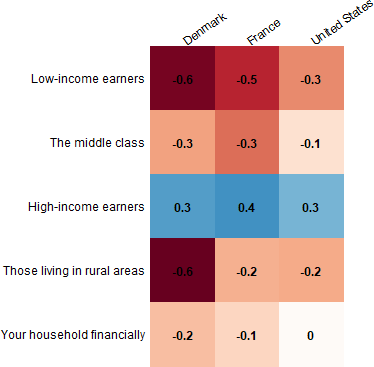 Denmark France United States
Low-income earners -0.6 -0.5 -0.3
The middle class -0.3 -0.3 -0.1
High-income earners 0.3 0.4 0.3
Those living in rural areas -0.6 -0.2 -0.2
Your household financially -0.2 -0.1 0